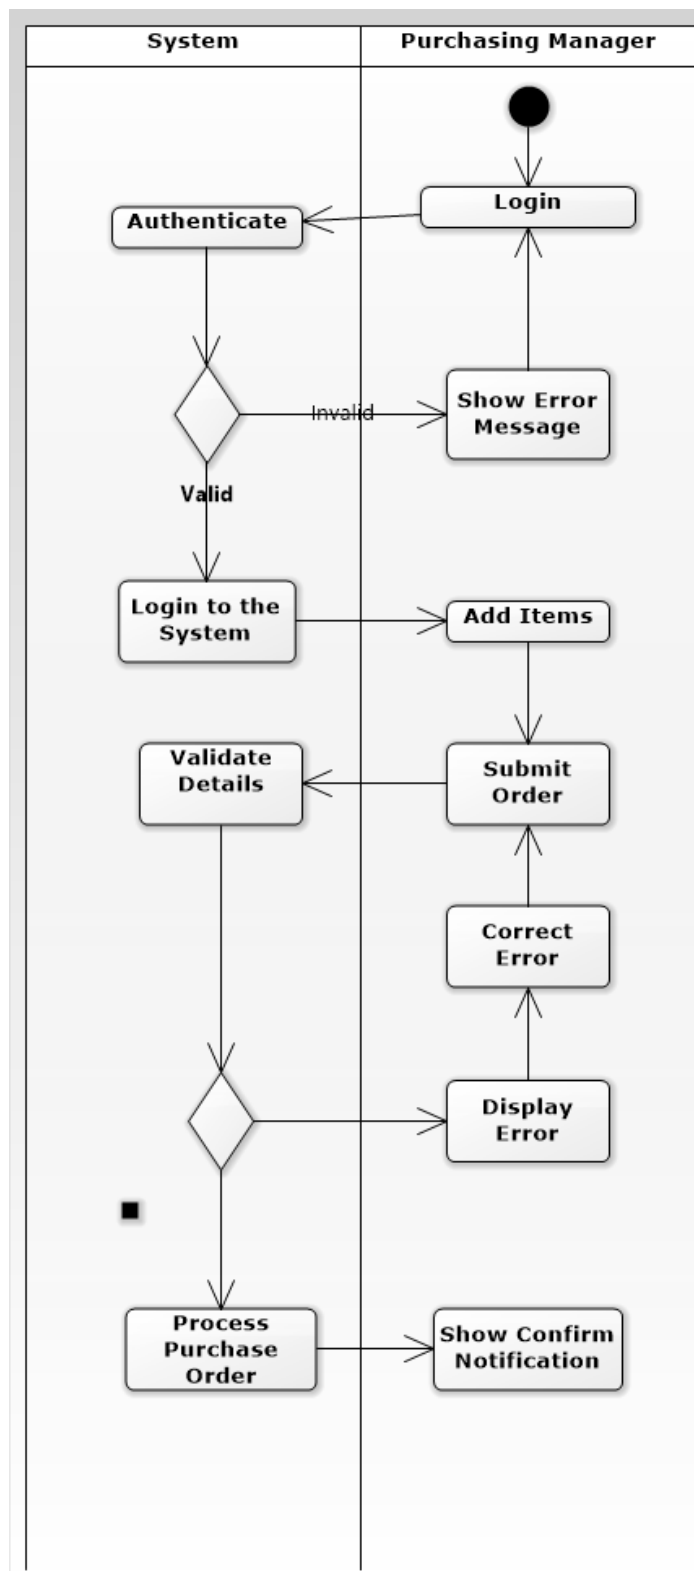 System
Purchasing Manager
Login
Authenticate
Show Error
Message
Invalid
Valid
Login to the
System
Add Items
Validate
Details
Submit
Order
Correct
Error
Display
Error
Process
Purchase
Order
Show Confirm
Notification